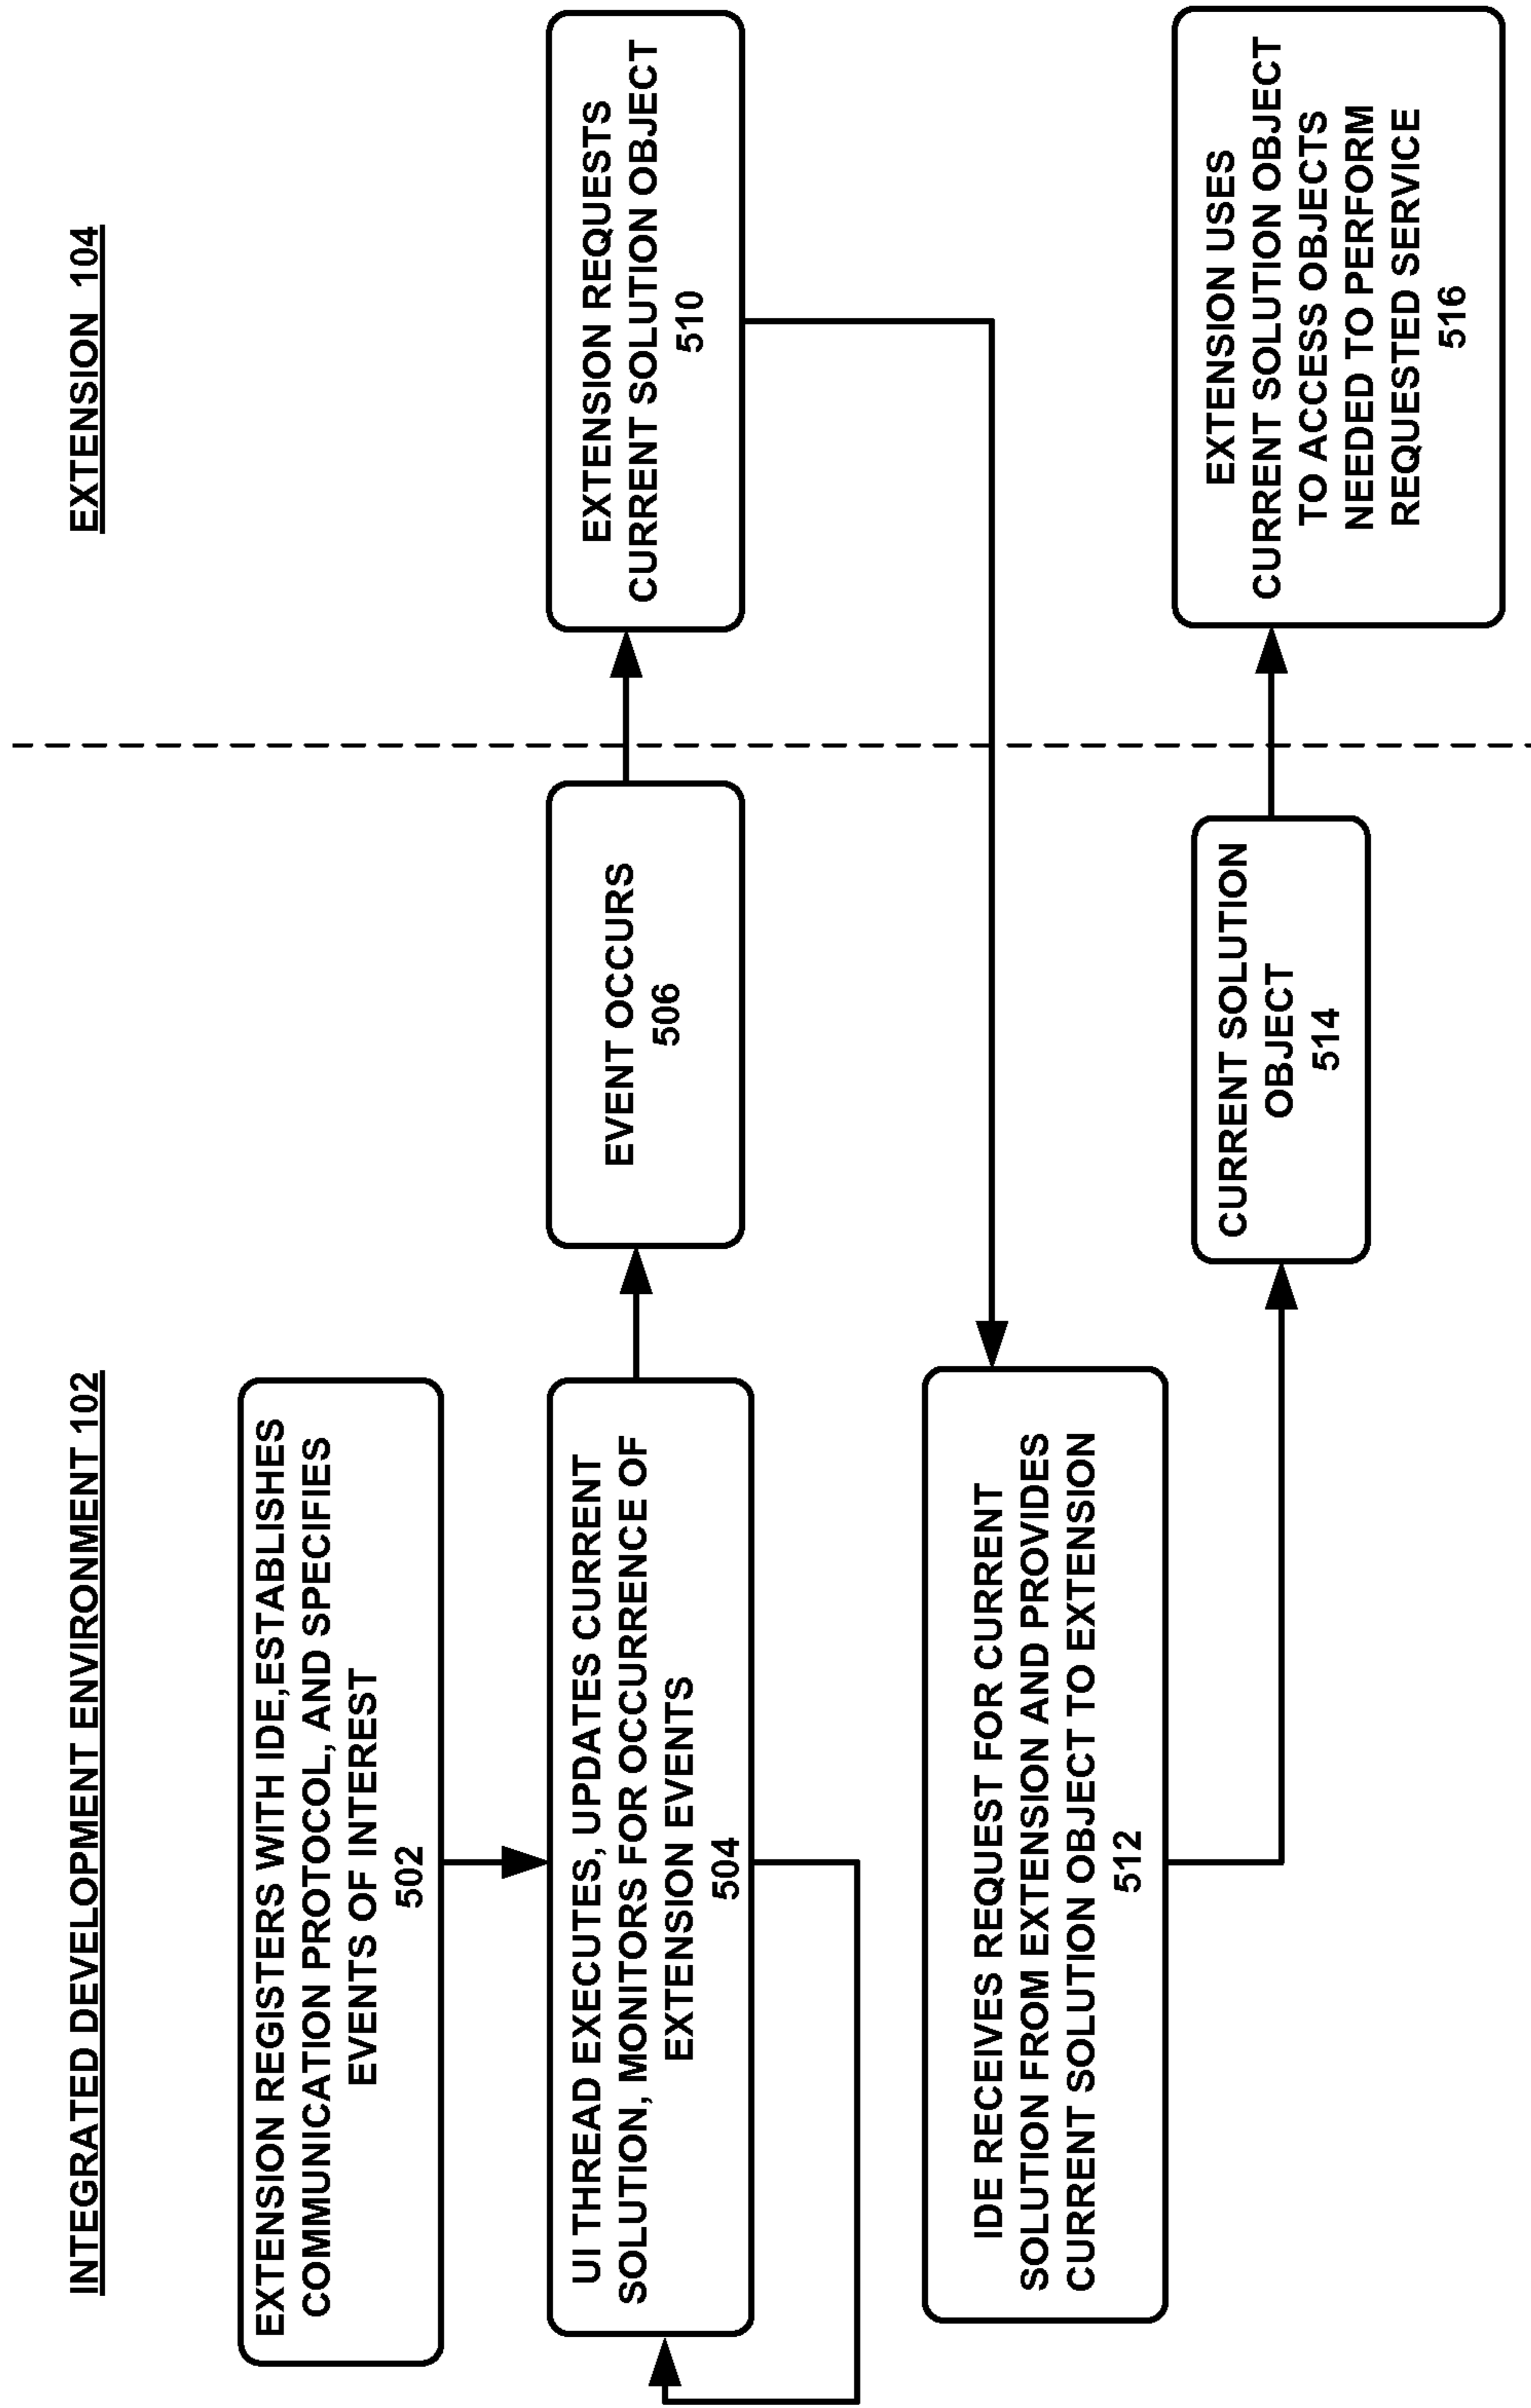 INTEGRATED DEVELOPMENT ENVIRONMENT 102
EXTENSION 104
EXTENSION REGISTERS WITH IDE,ESTABLISHES
COMMUNICATION PROTOCOL, AND SPECIFIES
EVENTS OF INTEREST
502
UI THREAD EXECUTES, UPDATES CURRENT
SOLUTION, MONITORS FOR OCCURRENCE OF
EXTENSION EVENTS
504
EVENT OCCURS
506
EXTENSION REQUESTS
CURRENT SOLUTION OBJECT
510
IDE RECEIVES REQUEST FOR CURRENT
SOLUTION FROM EXTENSION AND PROVIDES
CURRENT SOLUTION OBJECT TO EXTENSION
512
CURRENT SOLUTION
OBJECT
514
EXTENSION USES
CURRENT SOLUTION OBJECT
TO ACCESS OBJECTS
NEEDED TO PERFORM
REQUESTED SERVICE
516